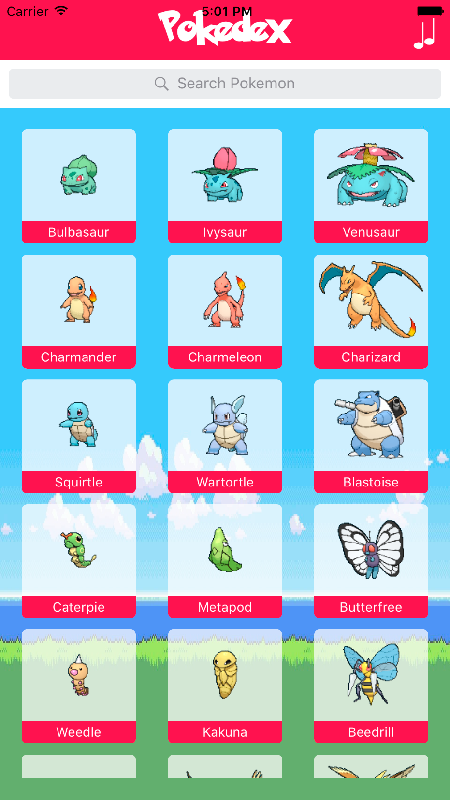 Carrier 5:01 PM
Pokedex
Search Pokemon
Bulbasaur Ivysaur Venusaur
Charmander Charmeleon Charizard
Squirtle Wartortle Blastoise
Caterpie Metapod Butterfree
Weedle Kakuna Beedrill